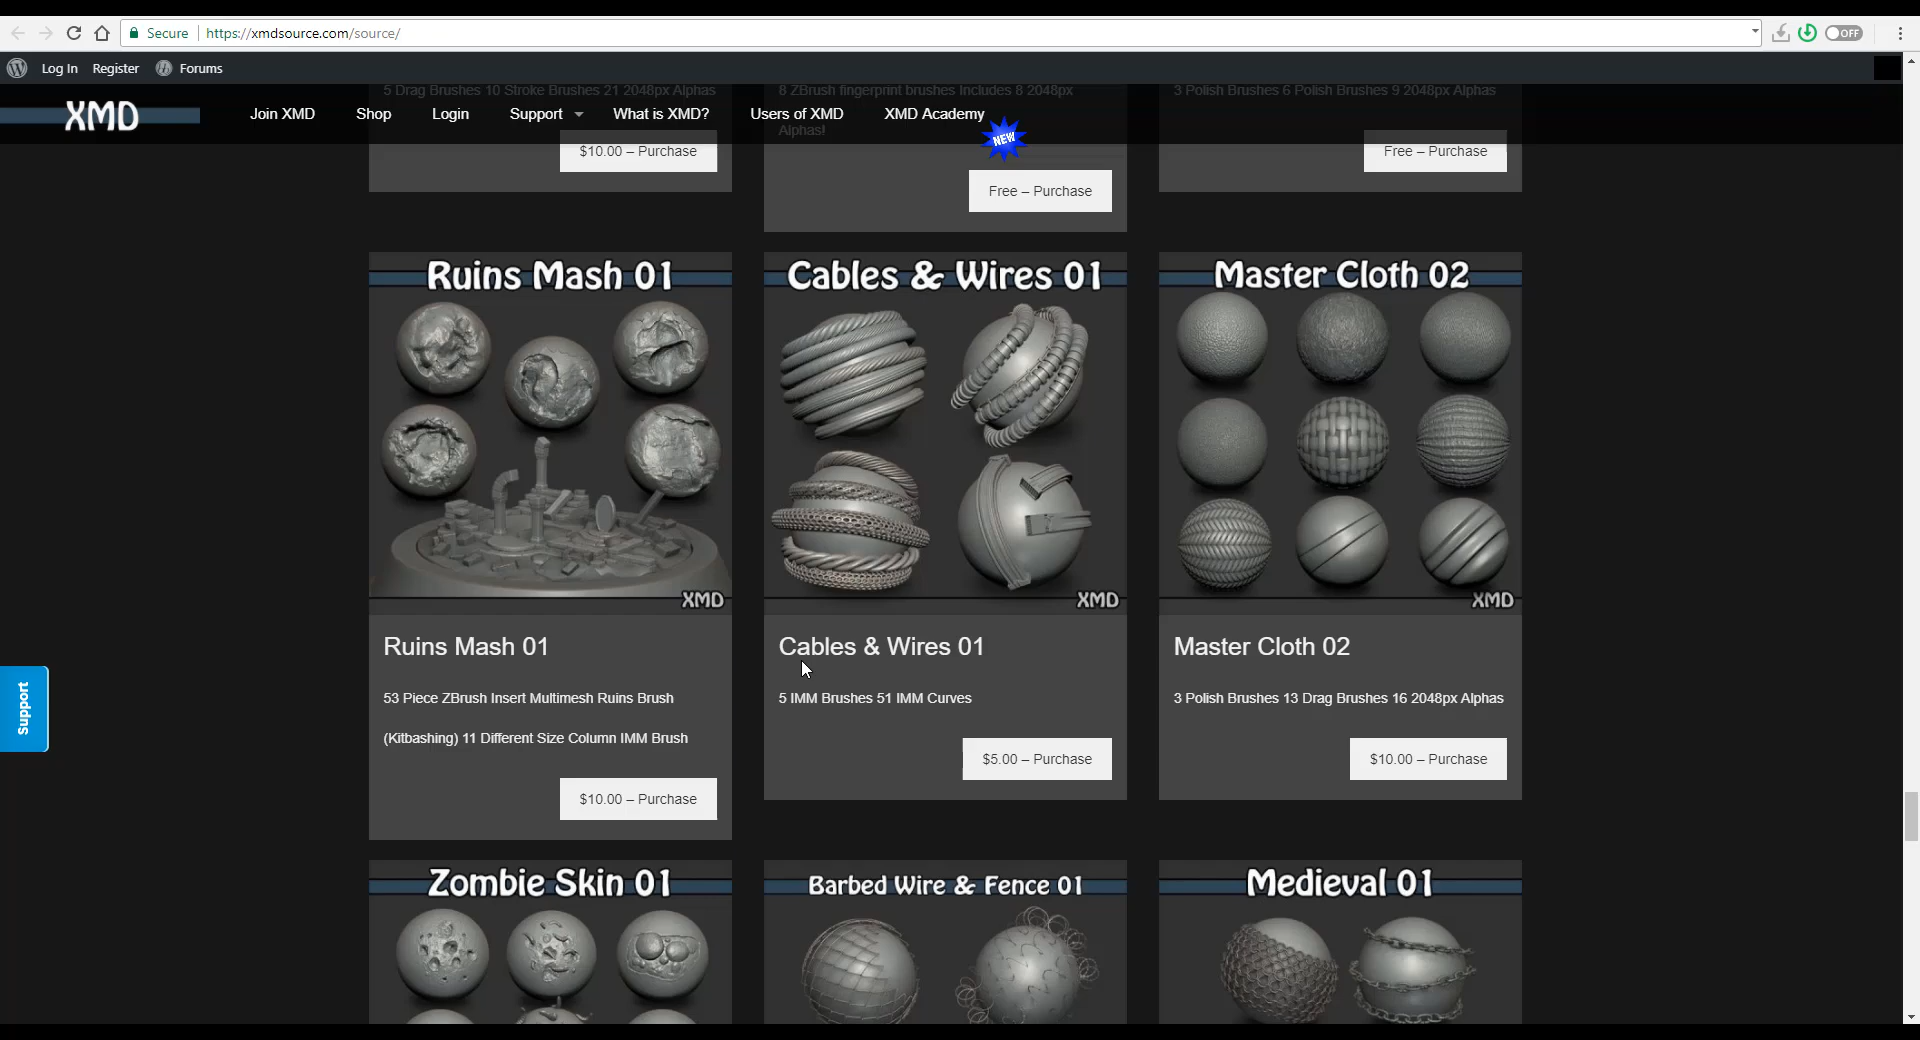 Secure
https://xmdsource.com/source/
OFF
Log In
Register
Forums
5 Drag Brushes 10 Stroke Brushes 21 2048px Alphas
8 ZBrush fingerprint brushes Includes 8 2048px
3 Polish Brushes 6 Polish Brushes 9 2048px Alphas
XMD
Join XMD
Shop
Login
Support
What is XMD?
Users of XMD
XMD Academy
NEW
Alphas!
$10.00 – Purchase
Free – Purchase
Free – Purchase
Ruins Mash 01
XMD
Ruins Mash 01
53 Piece ZBrush Insert Multimesh Ruins Brush
(Kitbashing) 11 Different Size Column IMM Brush
$10.00 – Purchase
Cables & Wires 01
XMD
Cables & Wires 01
5 IMM Brushes 51 IMM Curves
$5.00 – Purchase
Master Cloth 02
XMD
Master Cloth 02
3 Polish Brushes 13 Drag Brushes 16 2048px Alphas
$10.00 – Purchase
Support
Zombie Skin 01
Barbed Wire & Fence 01
Medieval 01